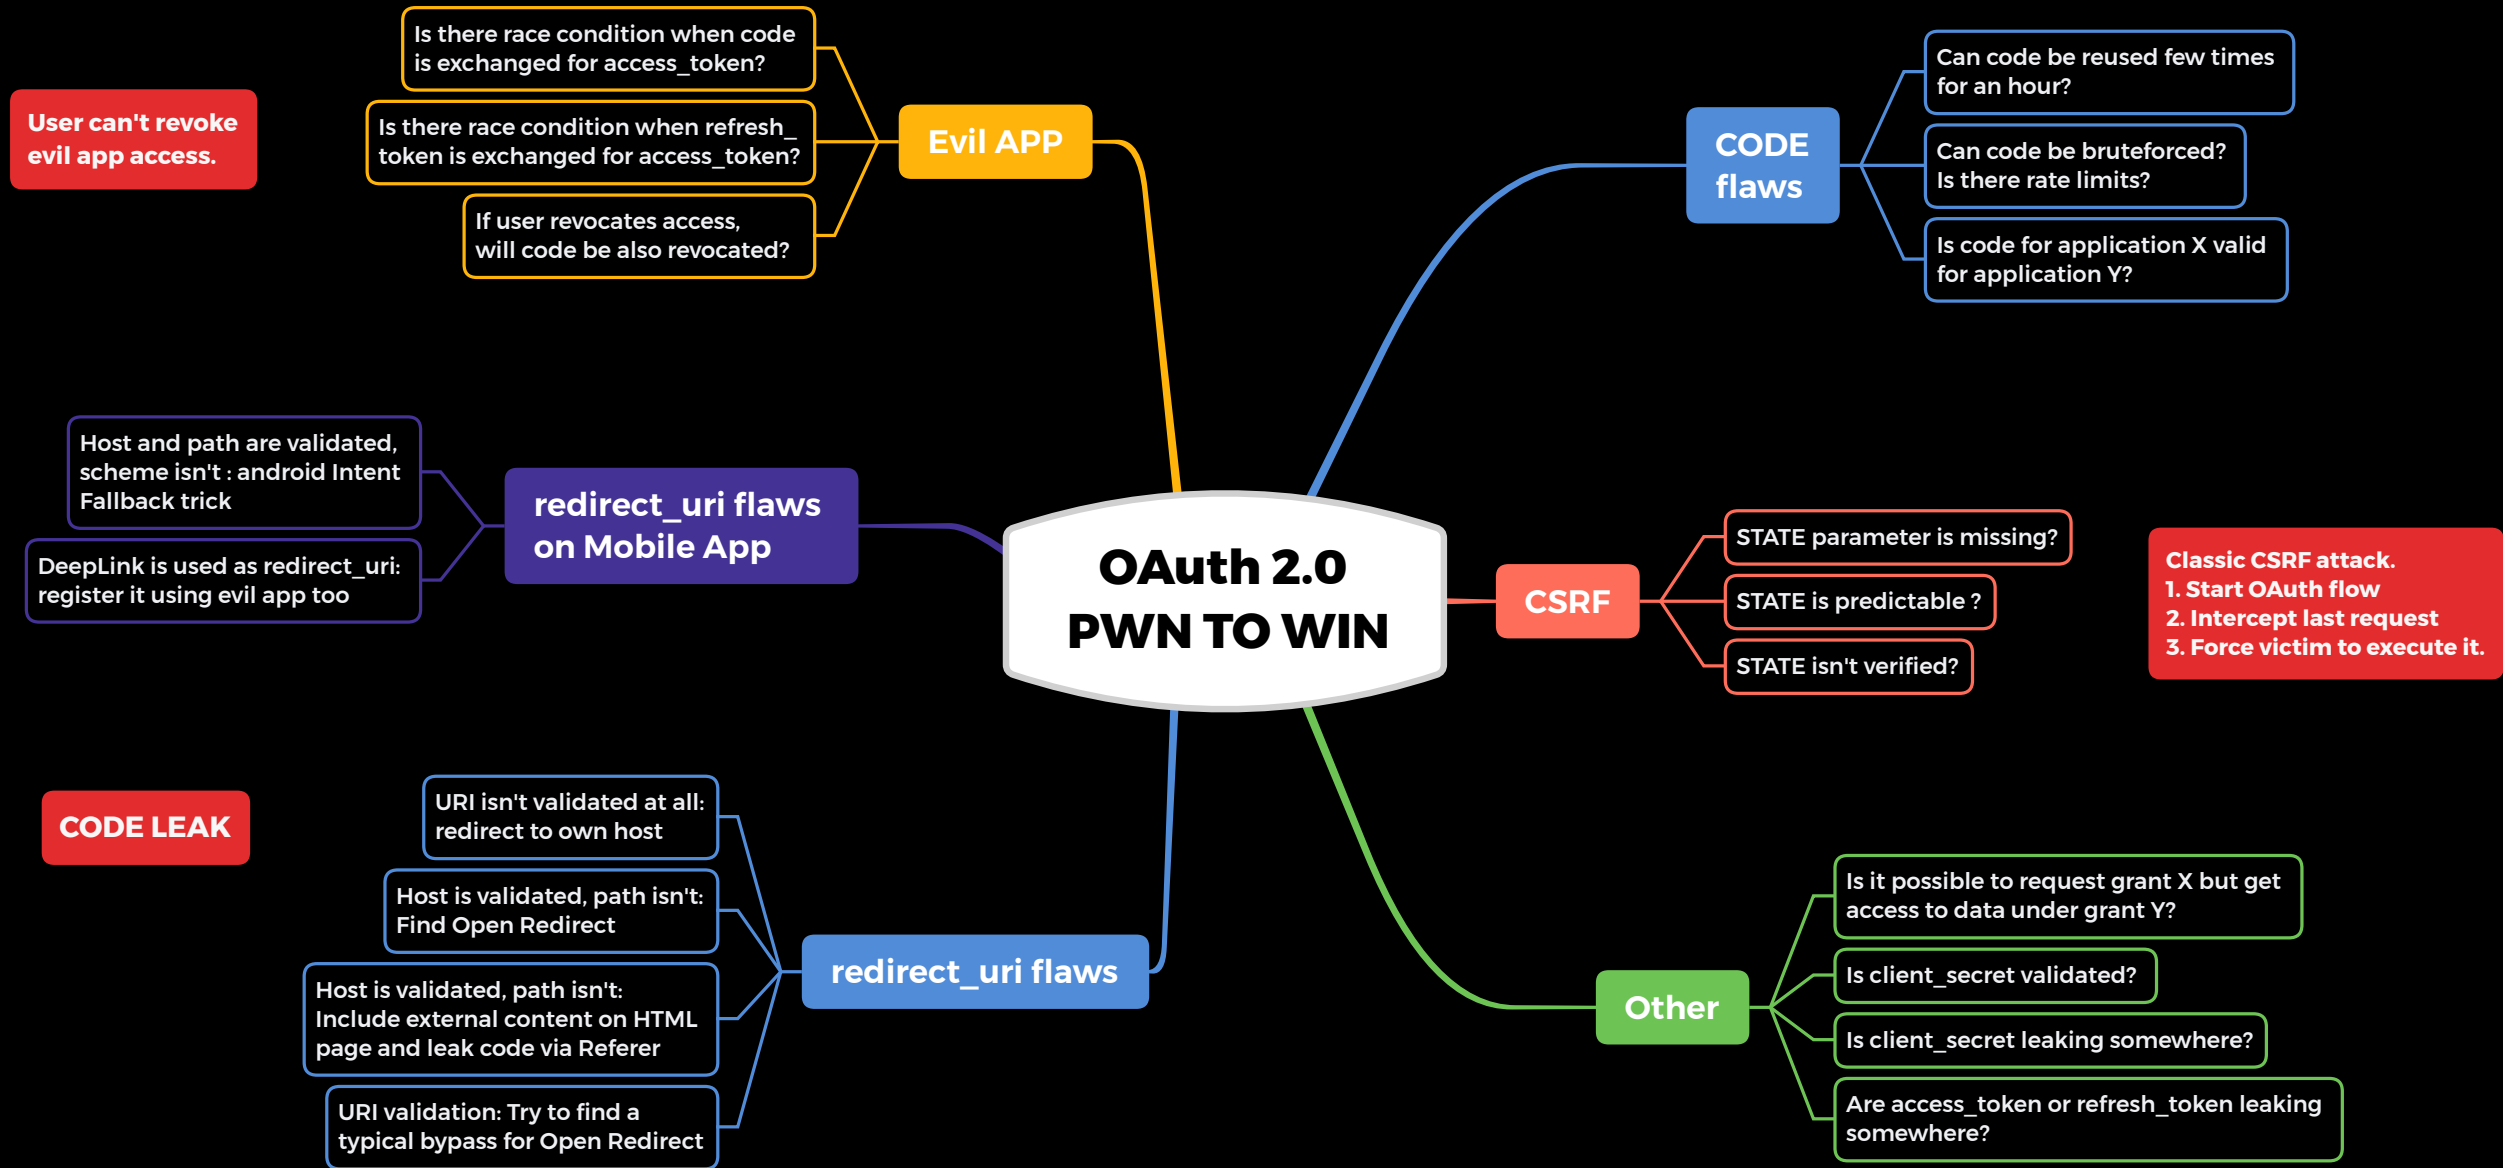 OAuth 2.0
PWN TO WIN
Evil APP
Is there race condition when code
is exchanged for access_token?
Is there race condition when refresh_
token is exchanged for access_token?
If user revocates access,
will code be also revocated?
User can't revoke
evil app access.
redirect_uri flaws
on Mobile App
Host and path are validated,
scheme isn't : android Intent
Fallback trick
DeepLink is used as redirect_uri:
register it using evil app too
redirect_uri flaws
URI isn't validated at all:
redirect to own host
Host is validated, path isn't:
Find Open Redirect
Host is validated, path isn't:
Include external content on HTML
page and leak code via Referer
URI validation: Try to find a
typical bypass for Open Redirect
CODE LEAK
CODE
flaws
Can code be reused few times
for an hour?
Can code be bruteforced?
Is there rate limits?
Is code for application X valid
for application Y?
CSRF
STATE parameter is missing?
STATE is predictable ?
STATE isn't verified?
Classic CSRF attack.
1. Start OAuth flow
2. Intercept last request
3. Force victim to execute it.
Other
Is it possible to request grant X but get
access to data under grant Y?
Is client_secret validated?
Is client_secret leaking somewhere?
Are access_token or refresh_token leaking
somewhere?